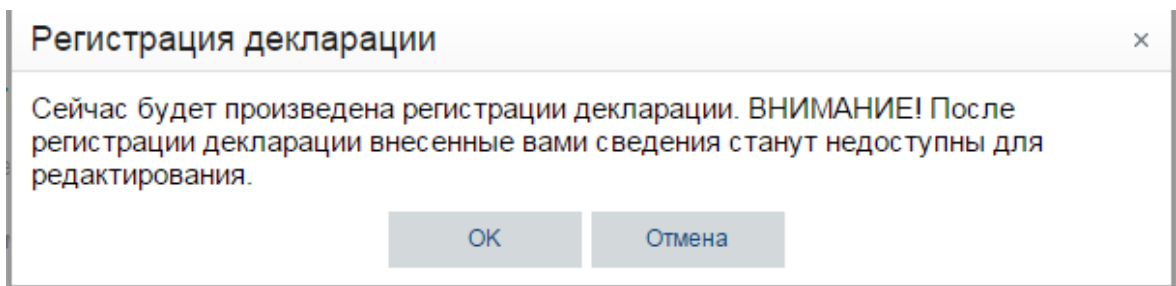 Регистрация декларации ×
Сейчас будет произведена регистрации декларации. ВНИМАНИЕ! После
регистрации декларации внесенные вами сведения станут недоступны для
редактирования.
OK Отмена